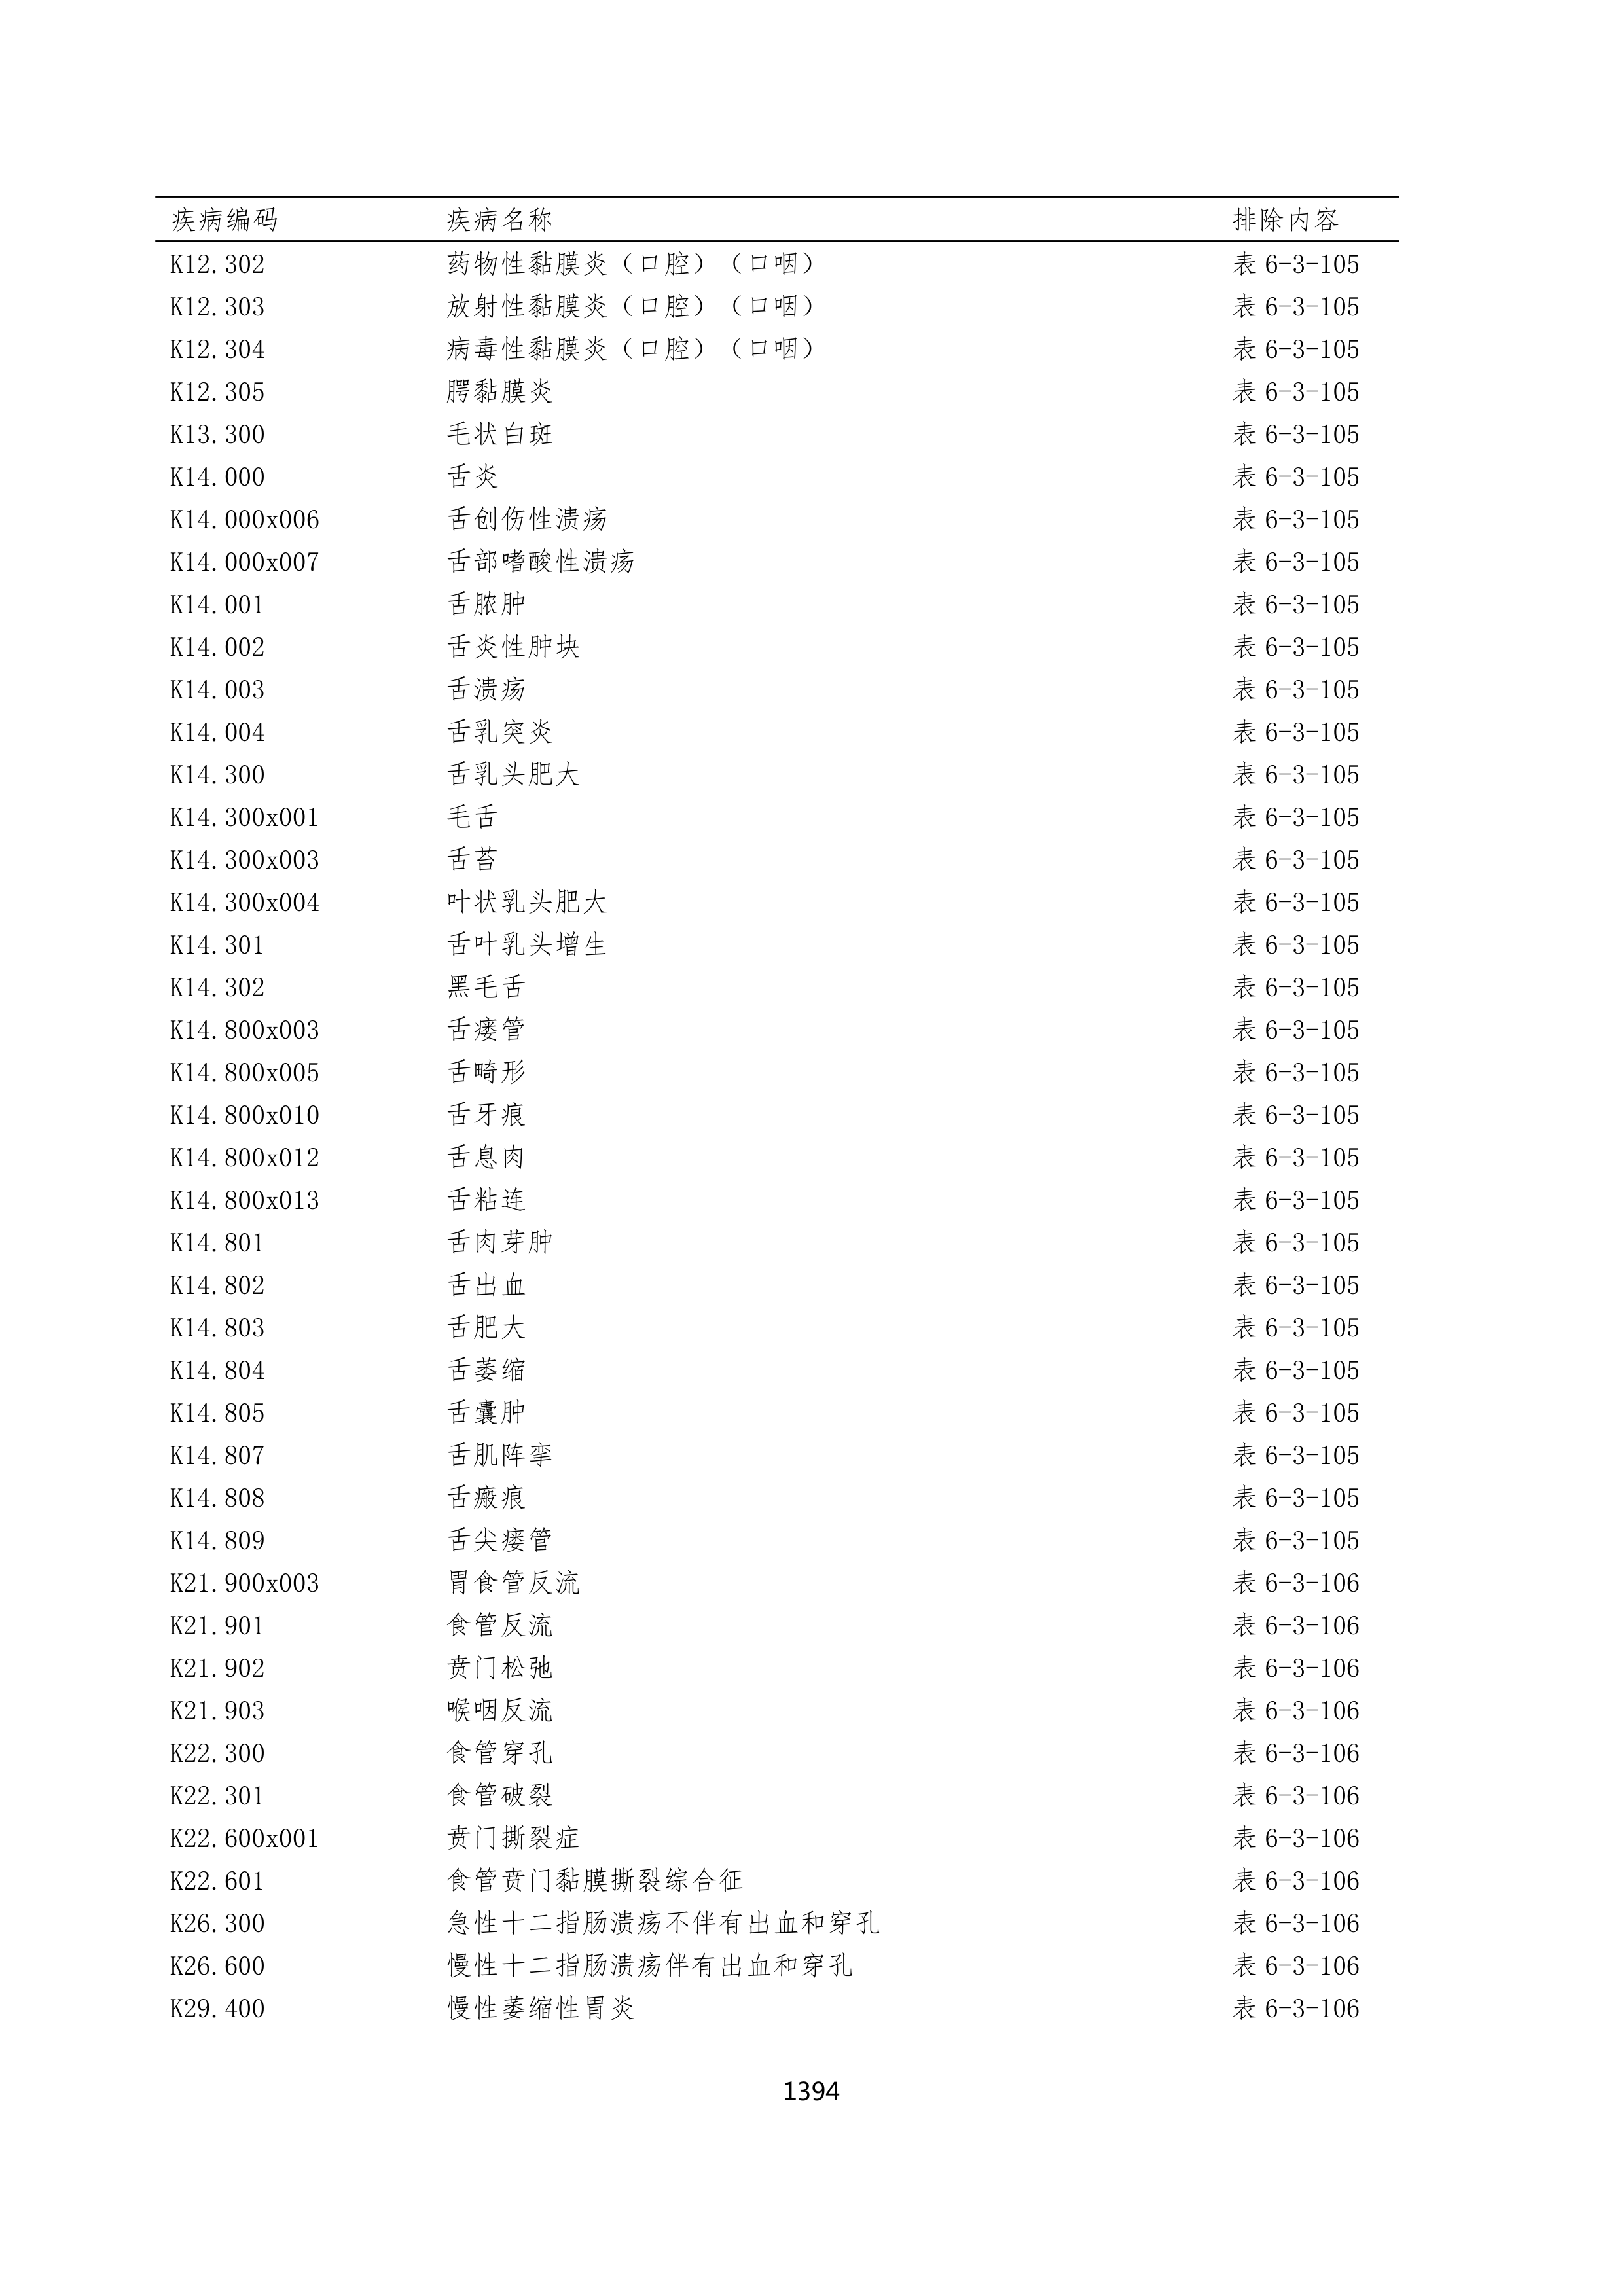 疾病编码 疾病名称 排除内容
K12.302 药物性黏膜炎（口腔）（口咽） 表 6-3-105
K12.303 放射性黏膜炎（口腔）（口咽） 表 6-3-105
K12.304 病毒性黏膜炎（口腔）（口咽） 表 6-3-105
K12.305 腭黏膜炎 表 6-3-105
K13.300 毛状白斑 表 6-3-105
K14.000 舌炎 表 6-3-105
K14.000x006 舌创伤性溃疡 表 6-3-105
K14.000x007 舌部嗜酸性溃疡 表 6-3-105
K14.001 舌脓肿 表 6-3-105
K14.002 舌炎性肿块 表 6-3-105
K14.003 舌溃疡 表 6-3-105
K14.004 舌乳突炎 表 6-3-105
K14.300 舌乳头肥大 表 6-3-105
K14.300x001 毛舌 表 6-3-105
K14.300x003 舌苔 表 6-3-105
K14.300x004 叶状乳头肥大 表 6-3-105
K14.301 舌叶乳头增生 表 6-3-105
K14.302 黑毛舌 表 6-3-105
K14.800x003 舌瘘管 表 6-3-105
K14.800x005 舌畸形 表 6-3-105
K14.800x010 舌牙痕 表 6-3-105
K14.800x012 舌息肉 表 6-3-105
K14.800x013 舌粘连 表 6-3-105
K14.801 舌肉芽肿 表 6-3-105
K14.802 舌出血 表 6-3-105
K14.803 舌肥大 表 6-3-105
K14.804 舌萎缩 表 6-3-105
K14.805 舌囊肿 表 6-3-105
K14.807 舌肌阵挛 表 6-3-105
K14.808 舌瘢痕 表 6-3-105
K14.809 舌尖瘘管 表 6-3-105
K21.900x003 胃食管反流 表 6-3-106
K21.901 食管反流 表 6-3-106
K21.902 贲门松弛 表 6-3-106
K21.903 喉咽反流 表 6-3-106
K22.300 食管穿孔 表 6-3-106
K22.301 食管破裂 表 6-3-106
K22.600x001 贲门撕裂症 表 6-3-106
K22.601 食管贲门黏膜撕裂综合征 表 6-3-106
K26.300 急性十二指肠溃疡不伴有出血和穿孔 表 6-3-106
K26.600 慢性十二指肠溃疡伴有出血和穿孔 表 6-3-106
K29.400 慢性萎缩性胃炎 表 6-3-106
1394